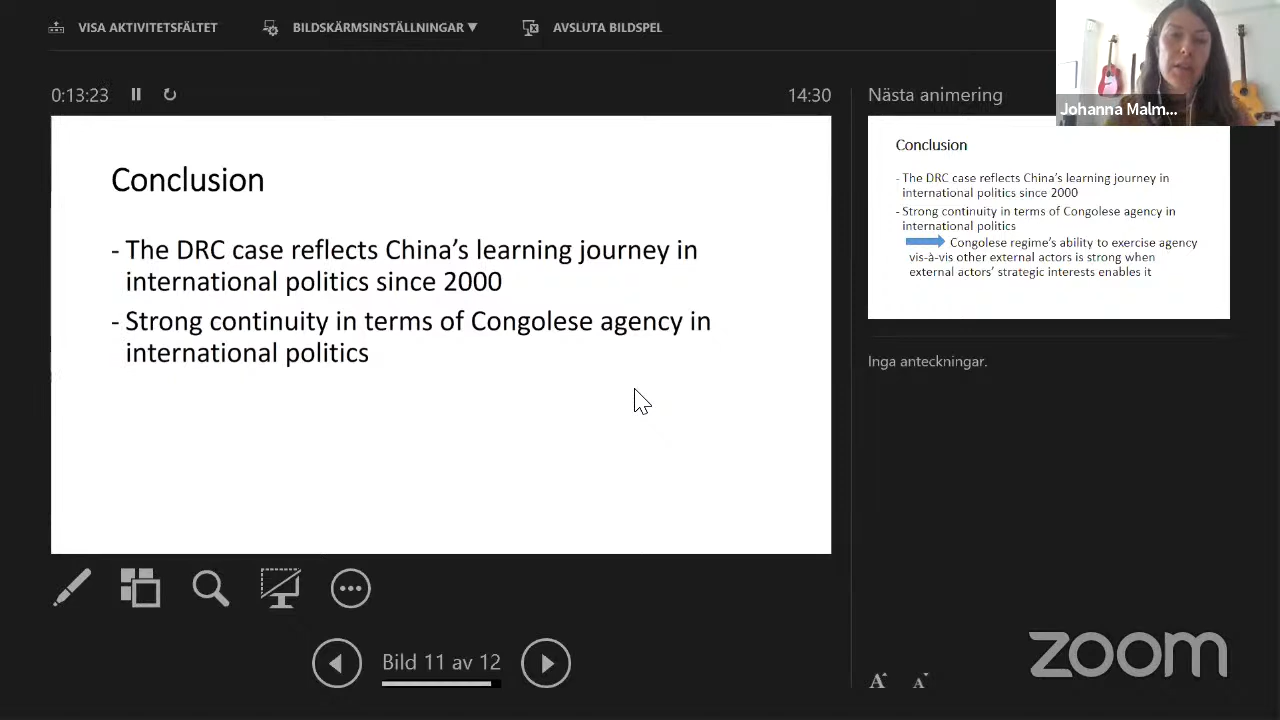 VISA AKTIVITETSFÄLTET BILDSKÄRMSINSTÄLLNINGAR ▼ AVSLUTA BILDSPEL
0:13:23 14:30
Conclusion
- The DRC case reflects China’s learning journey in
international politics since 2000
- Strong continuity in terms of Congolese agency in
international politics
Bild 11 av 12
Nästa animering
Johanna Malm...
Conclusion
- The DRC case reflects China’s learning journey in
international politics since 2000
- Strong continuity in terms of Congolese agency in
international politics
Congolese regime’s ability to exercise agency
vis-à-vis other external actors is strong when
external actors’ strategic interests enables it
Inga anteckningar.
A A
zoom